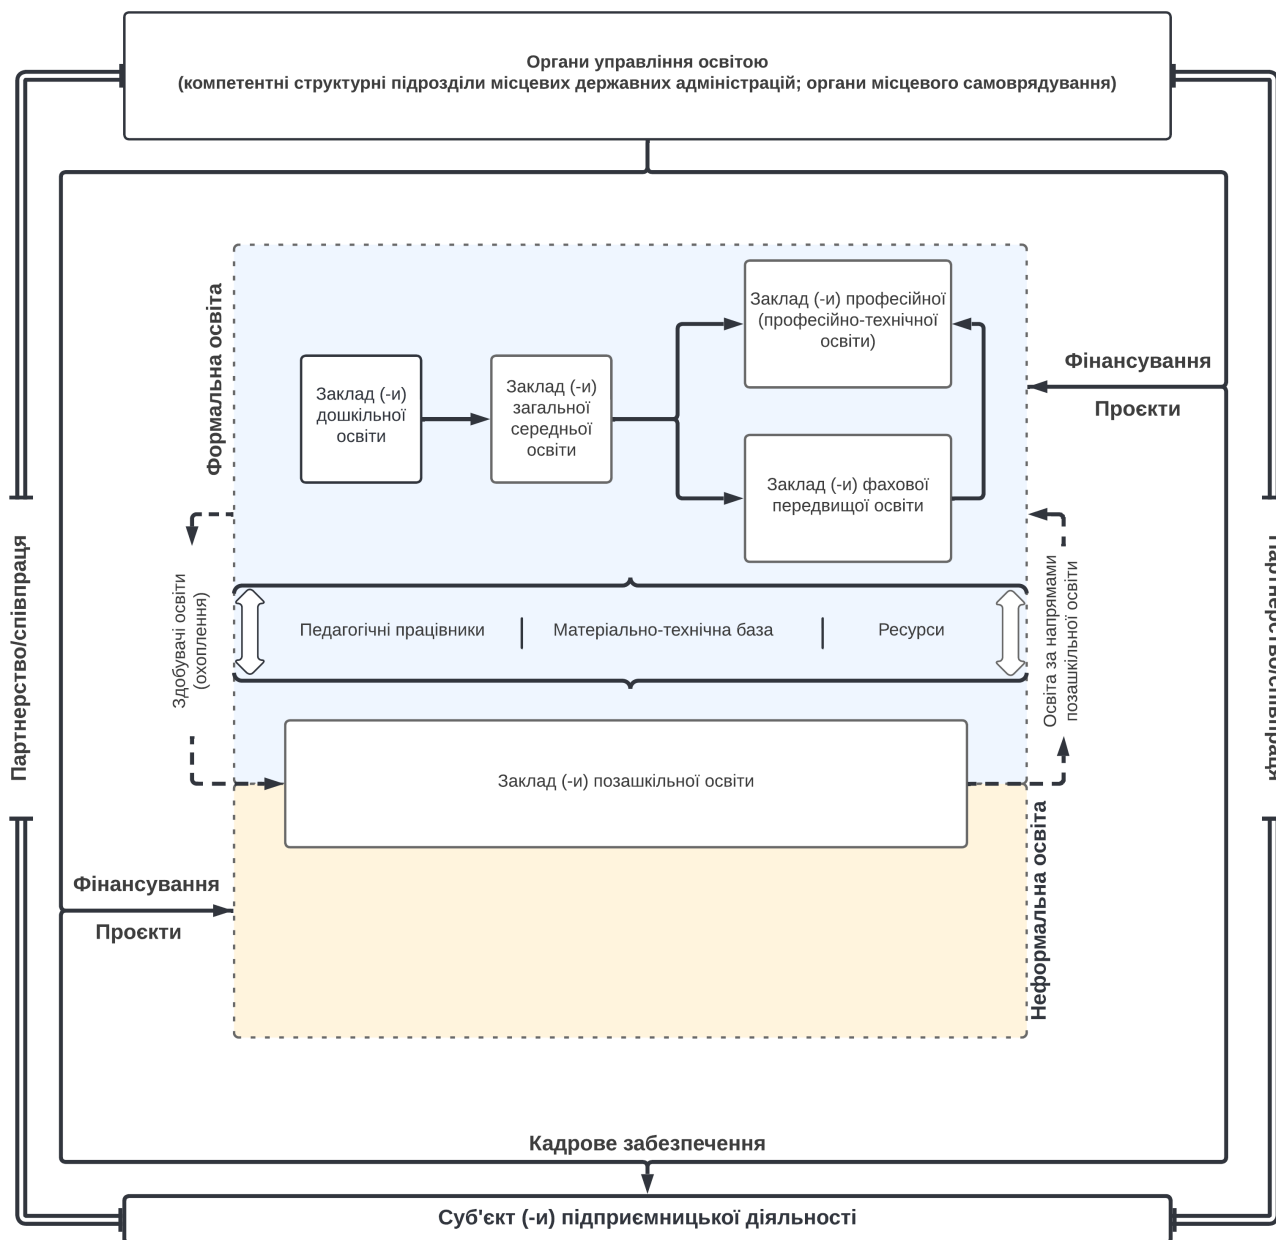 Органи управління освітою
(компетентні структурні підрозділи місцевих державних адміністрацій; органи місцевого самоврядування)
Формальна освіта
Заклад (-и)
дошкільної
освіти
Заклад (-и)
загальної
середньої
освіти
Заклад (-и) професійної
(професійно-технічної
освіти)
Заклад (-и) фахової
передвищої освіти
Фінансування
Проєкти
Партнерство/співпраця
Здобувачі освіти
(охоплення)
Педагогічні працівники
Матеріально-технічна база
Ресурси
Освіта за напрямами
позашкільної освіти
Партнерство/співпраця
Заклад (-и) позашкільної освіти
Неформальна освіта
Фінансування
Проєкти
Кадрове забезпечення
Суб'єкт (-и) підприємницької діяльності